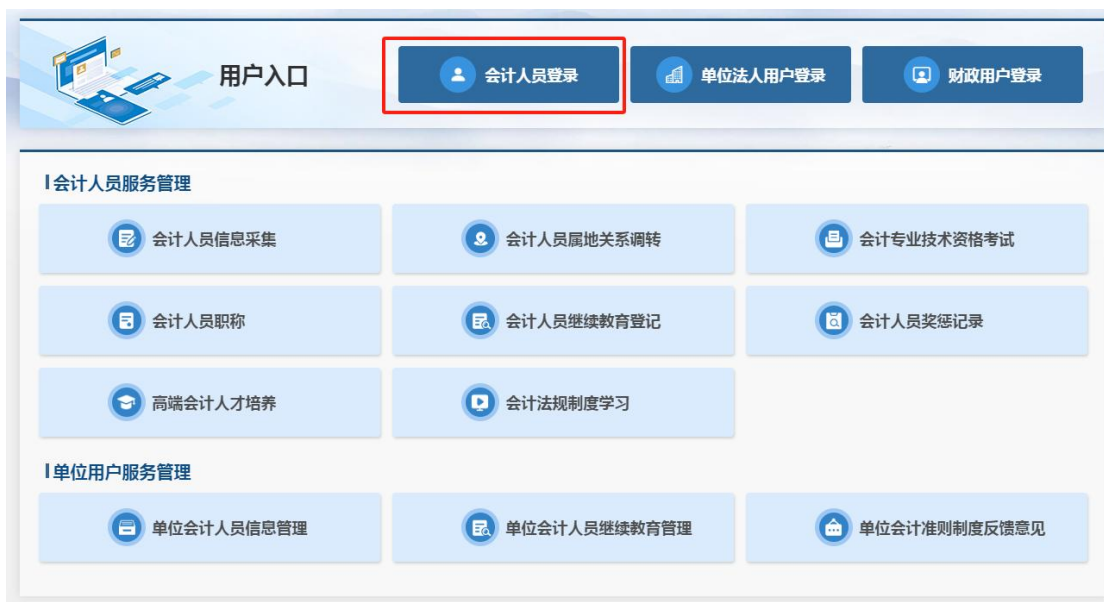 用户入口
会计人员登录
单位法人用户登录
财政用户登录
会计人员服务管理
会计人员信息采集
会计人员属地关系调转
会计专业技术资格考试
会计人员职称
会计人员继续教育登记
会计人员奖惩记录
高端会计人才培养
会计法规制度学习
单位用户服务管理
单位会计人员信息管理
单位会计人员继续教育管理
单位会计准则制度反馈意见